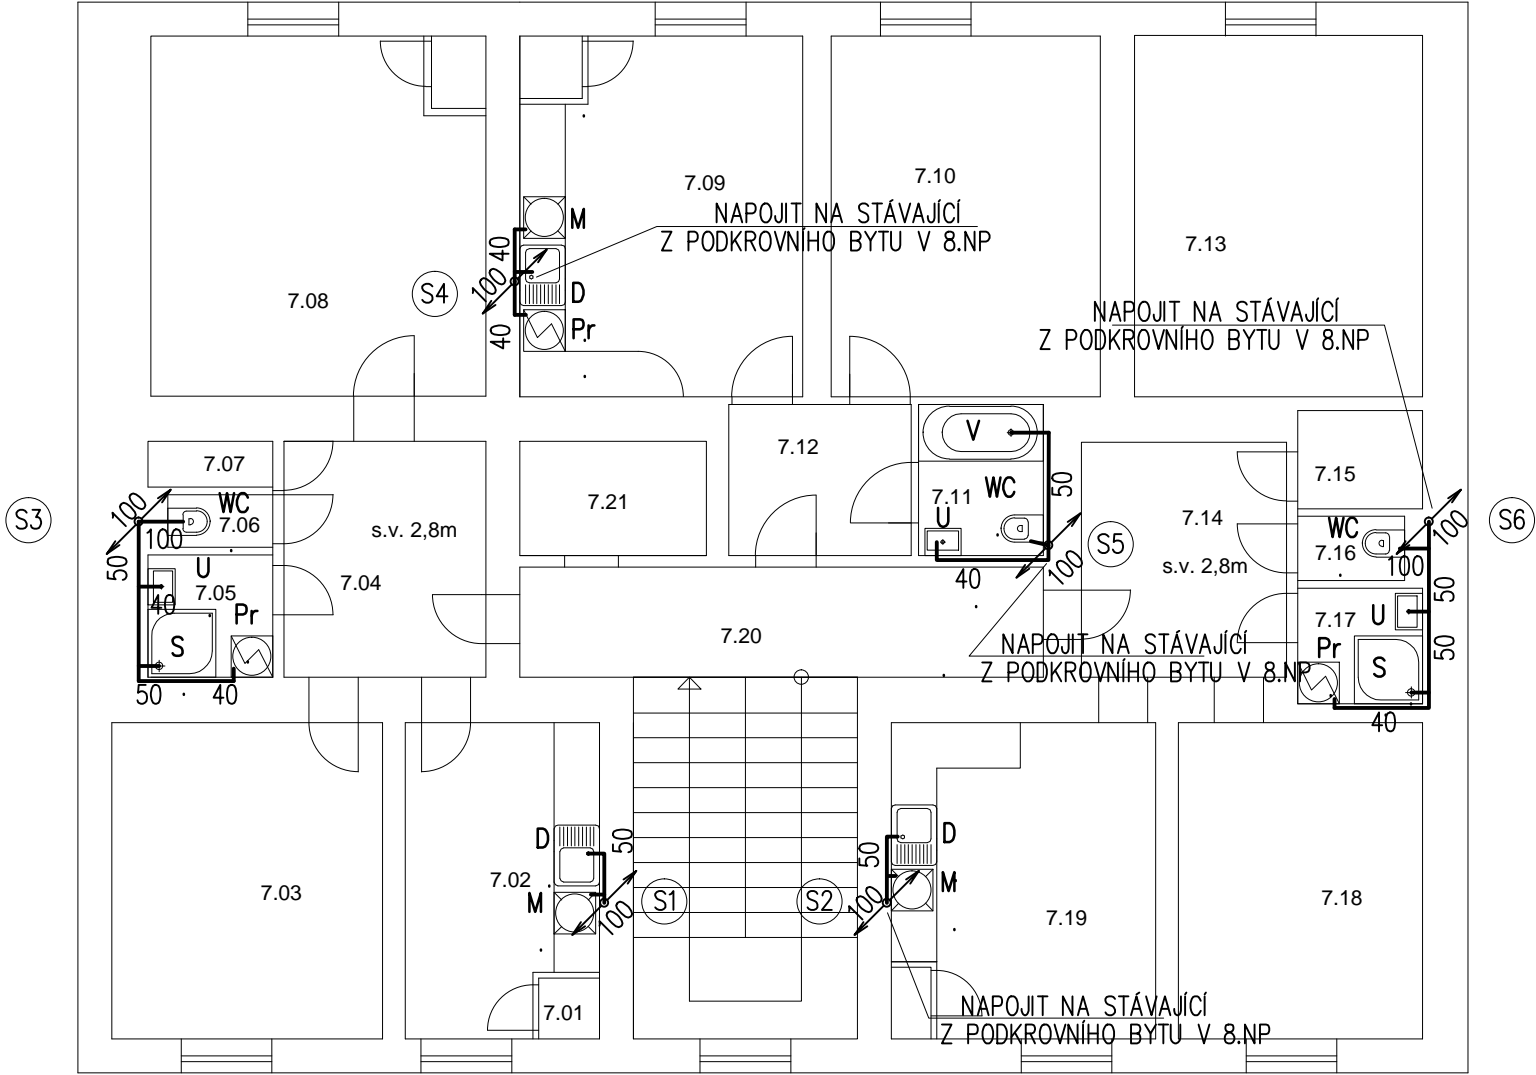 7.09
7.10
NAPOJIT NA STÁVAJÍCÍ
Z PODKROVNÍHO BYTU V 8.NP
M
40
7.13
7.08
S4
100
D
Pr
40
NAPOJIT NA STÁVAJÍCÍ
Z PODKROVNÍHO BYTU V 8.NP
7.07
7.12
V
7.15
S3
100
WC
7.06
100
50
s.v. 2,8m
7.21
7.11
WC
U
50
7.14
WC
7.16
100
100
S6
U
7.05
40
7.04
40
S5
100
s.v. 2,8m
50
Pr
S
7.20
7.17
U
50
NAPOJIT NA STÁVAJÍCÍ
Z PODKROVNÍHO BYTU V 8.NP
Pr
S
50
40
40
D
50
7.02
M
7.03
S1
100
S2
100
50
D
M
7.19
7.18
7.01
NAPOJIT NA STÁVAJÍCÍ
Z PODKROVNÍHO BYTU V 8.NP